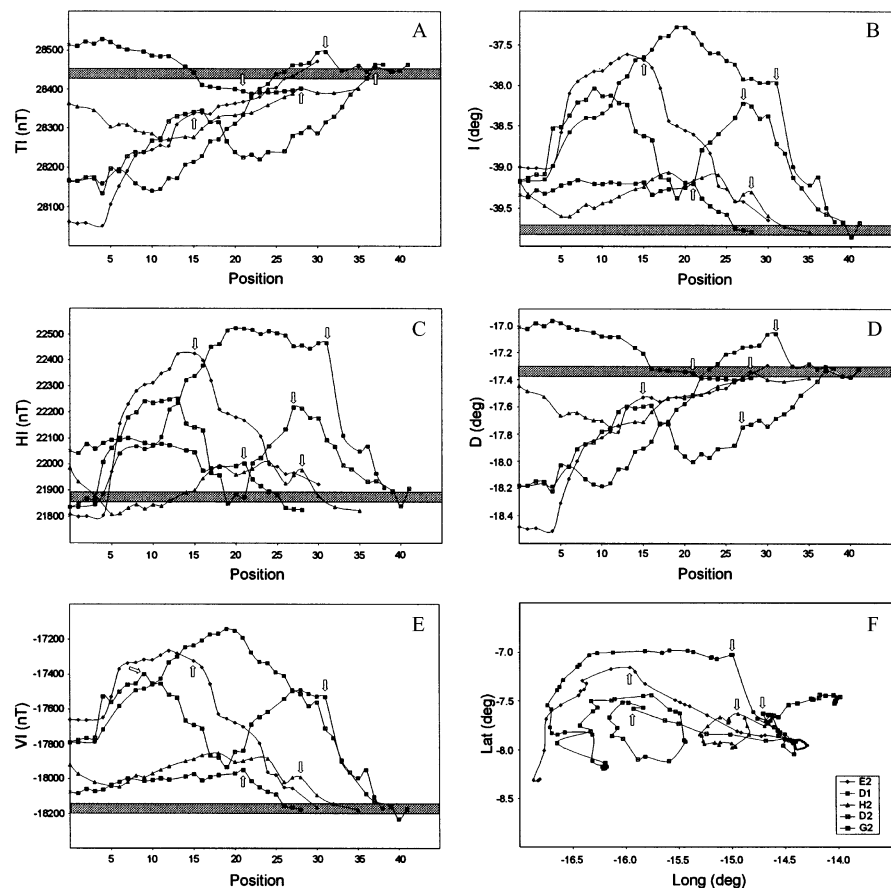 A
TI (nT)
28500
28400
28300
28200
28100
5 10 15 20 25 30 35 40
Position
B
I (deg)
-37.5
-38.0
-38.5
-39.0
-39.5
5 10 15 20 25 30 35 40
Position
C
HI (nT)
22500
22400
22300
22200
22100
22000
21900
21800
5 10 15 20 25 30 35 40
Position
D
D (deg)
-17.0
-17.2
-17.4
-17.6
-17.8
-18.0
-18.2
-18.4
5 10 15 20 25 30 35 40
Position
E
VI (nT)
-17200
-17400
-17600
-17800
-18000
-18200
5 10 15 20 25 30 35 40
Position
F
Lat (deg)
-7.0
-7.5
-8.0
-8.5
-16.5 -16.0 -15.5 -15.0 -14.5 -14.0
Long (deg)
E2
D1
H2
D2
G2